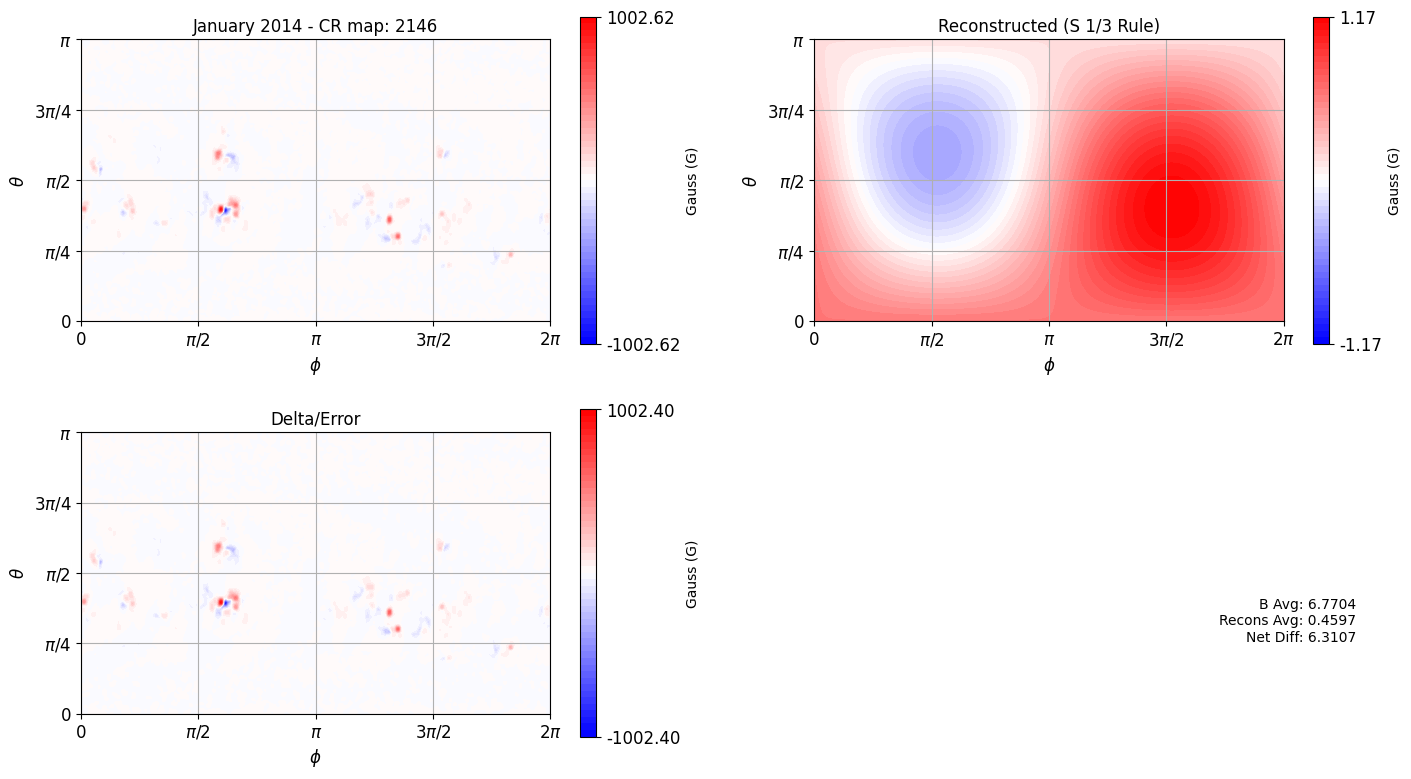 January 2014 - CR map: 2146
π
3π/4
π/2
π/4
0
θ
0
π/2
π
3π/2
2π
ϕ
1002.62
-1002.62
Gauss (G)
Reconstructed (S 1/3 Rule)
π
3π/4
π/2
π/4
0
θ
0
π/2
π
3π/2
2π
ϕ
1.17
-1.17
Gauss (G)
Delta/Error
π
3π/4
π/2
π/4
0
θ
0
π/2
π
3π/2
2π
ϕ
1002.40
-1002.40
Gauss (G)
B Avg: 6.7704
Recons Avg: 0.4597
Net Diff: 6.3107